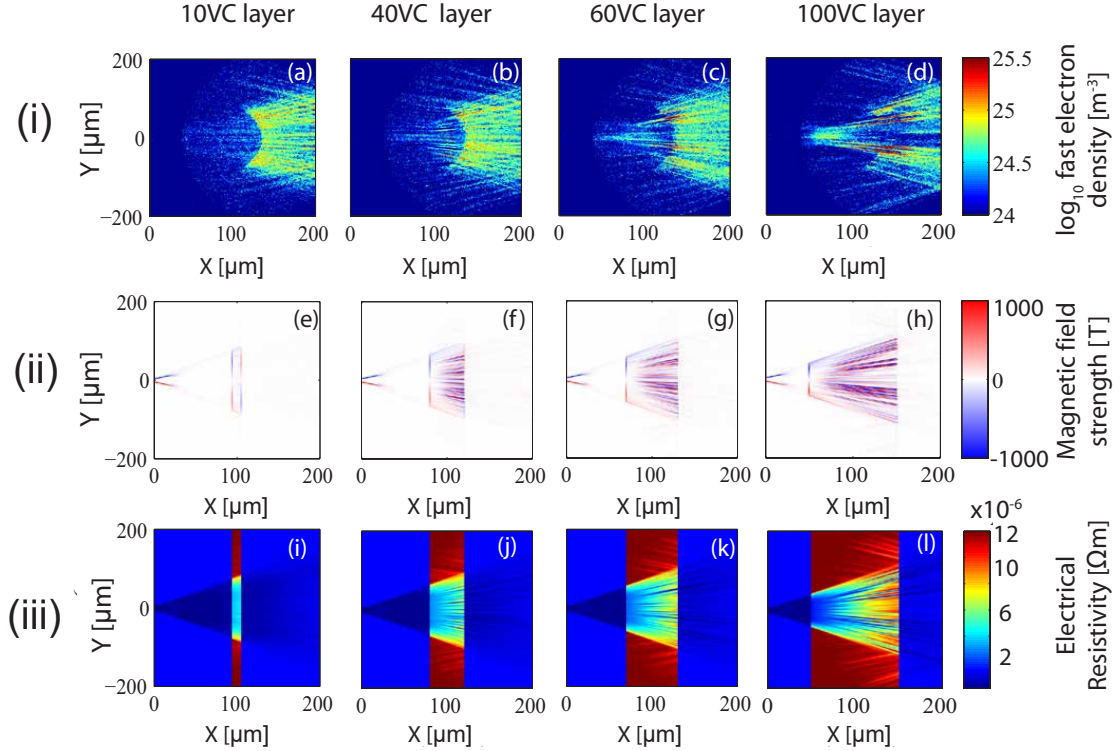 10VC layer 40VC layer 60VC layer 100VC layer
(i)
Y [µm]
200
0
−200
(a) (b) (c) (d)
0 100 200 0 100 200 0 100 200 0 100 200
X [µm] X [µm] X [µm] X [µm]
25.5
25
24.5
24
log10 fast electron
density [m-3]
(ii)
Y [µm]
200
0
−200
(e) (f) (g) (h)
0 100 200 0 100 200 0 100 200 0 100 200
X [µm] X [µm] X [µm] X [µm]
1000
0
-1000
Magnetic field
strength [T]
(iii)
Y [µm]
200
0
−200
(i) (j) (k) (l)
0 100 200 0 100 200 0 100 200 0 100 200
X [µm] X [µm] X [µm] X [µm]
x10-6
12
10
8
6
4
2
Electrical
Resistivity [Ωm]